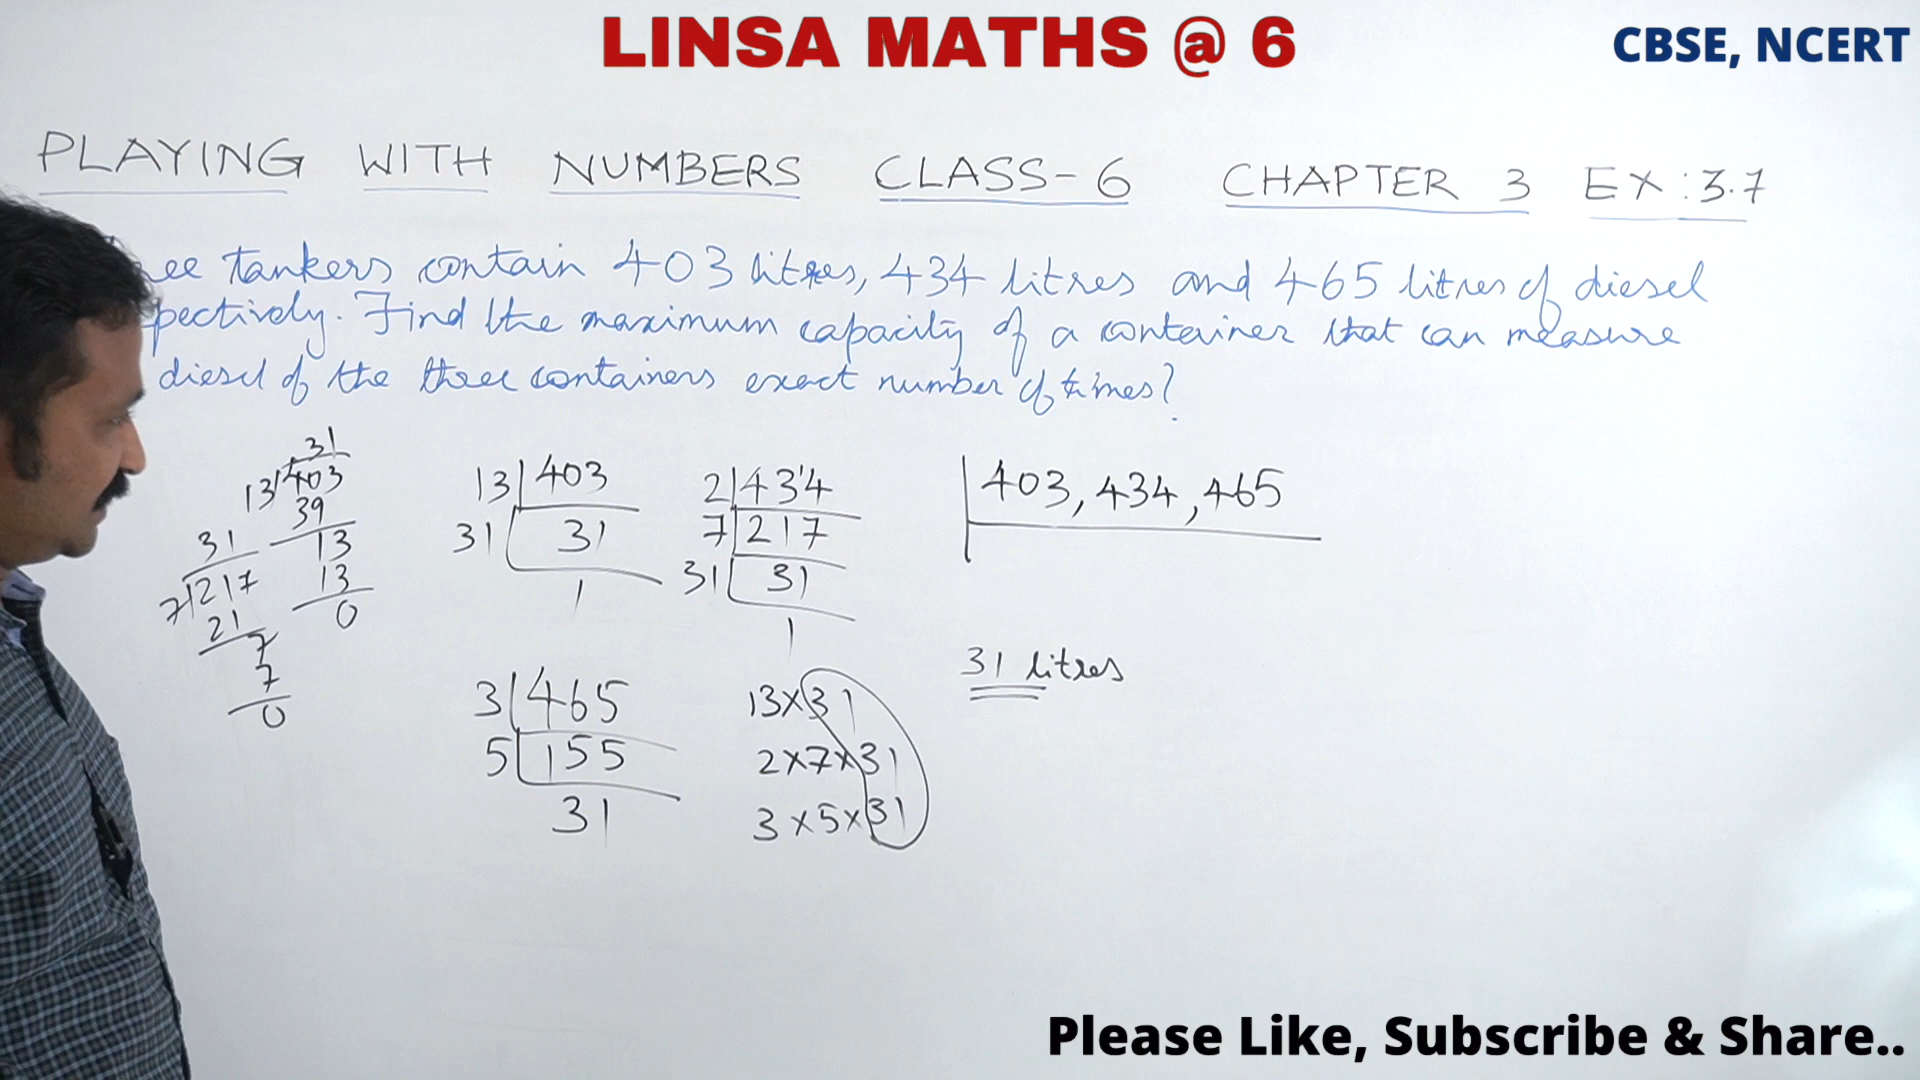 LINSA MATHS @ 6
CBSE, NCERT
PLAYING WITH NUMBERS CLASS-6 CHAPTER 3 EX: 3.7
ee tankers contain 403 litres, 434 litres and 465 litres of diesel
pectively. Find the maximum capacity of a container that can measure
diesel of the three containers exact number of times?
31
13 403
39
13
13
0
31
7 217
21
7
7
0
13 403
31 31
1
2 434
7 217
31 31
1
403, 434, 465
3 465
5 155
31
13×31
2×7×31
3×5×31
31 litres
Please Like, Subscribe & Share..